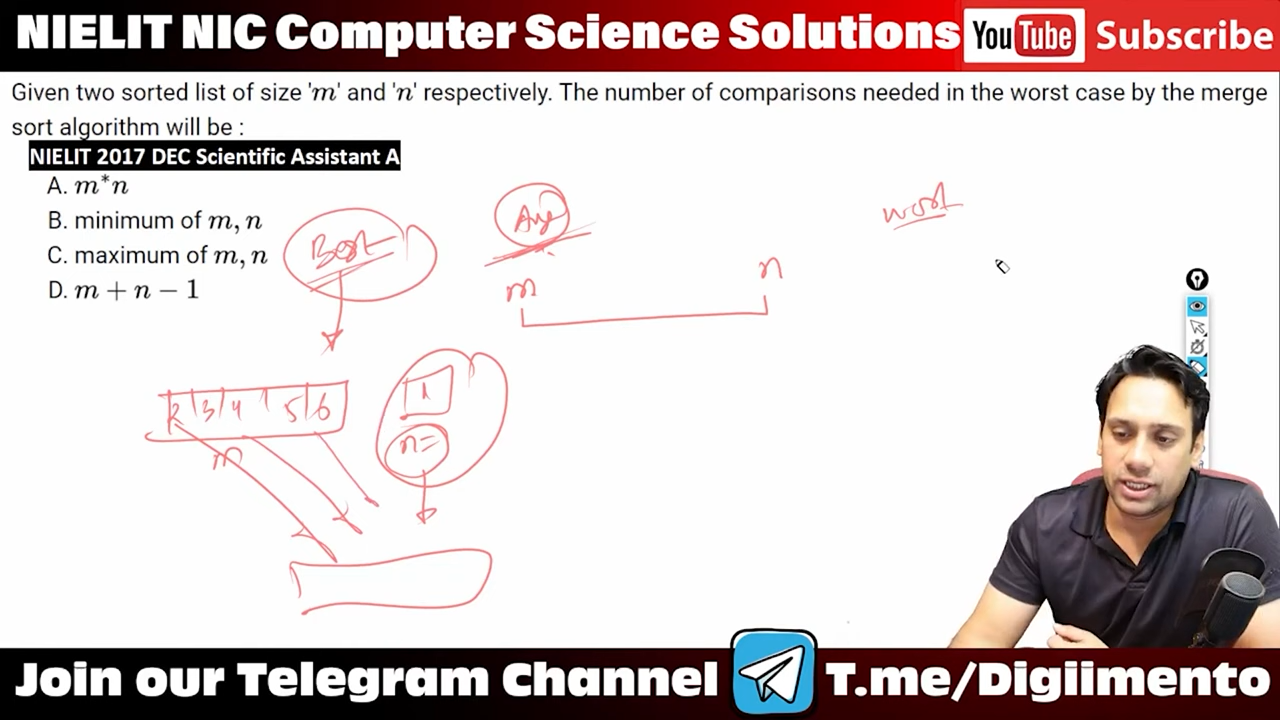 NIELIT NIC Computer Science Solutions YouTube Subscribe
Given two sorted list of size 'm' and 'n' respectively. The number of comparisons needed in the worst case by the merge
sort algorithm will be :
NIELIT 2017 DEC Scientific Assistant A
A. m*n
B. minimum of m, n
C. maximum of m, n
D. m + n − 1
Best
Avg
worst
m
n
2 3 4 5 6
1
m
n=
Join our Telegram Channel T.me/Digiimento